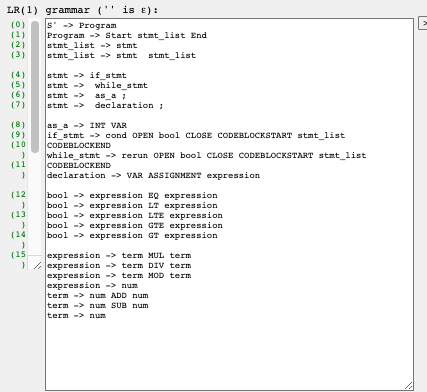 LR(1) grammar ('' is ε):
(0) S' -> Program
(1) Program -> Start stmt_list End
(2) stmt_list -> stmt
(3) stmt_list -> stmt  stmt_list
(4) stmt -> if_stmt
(5) stmt ->  while_stmt
(6) stmt ->  as_a ;
(7) stmt ->  declaration ;
(8) as_a -> INT VAR
(9) if_stmt -> cond OPEN bool CLOSE CODEBLOCKSTART stmt_list
(10 CODEBLOCKEND
) while_stmt -> rerun OPEN bool CLOSE CODEBLOCKSTART stmt_list
(11 CODEBLOCKEND
) declaration -> VAR ASSIGNMENT expression
(12 bool -> expression EQ expression
) bool -> expression LT expression
(13 bool -> expression LTE expression
) bool -> expression GTE expression
(14 bool -> expression GT expression
)
(15 expression -> term MUL term
) expression -> term DIV term
expression -> term MOD term
expression -> num
term -> num ADD num
term -> num SUB num
term -> num
>